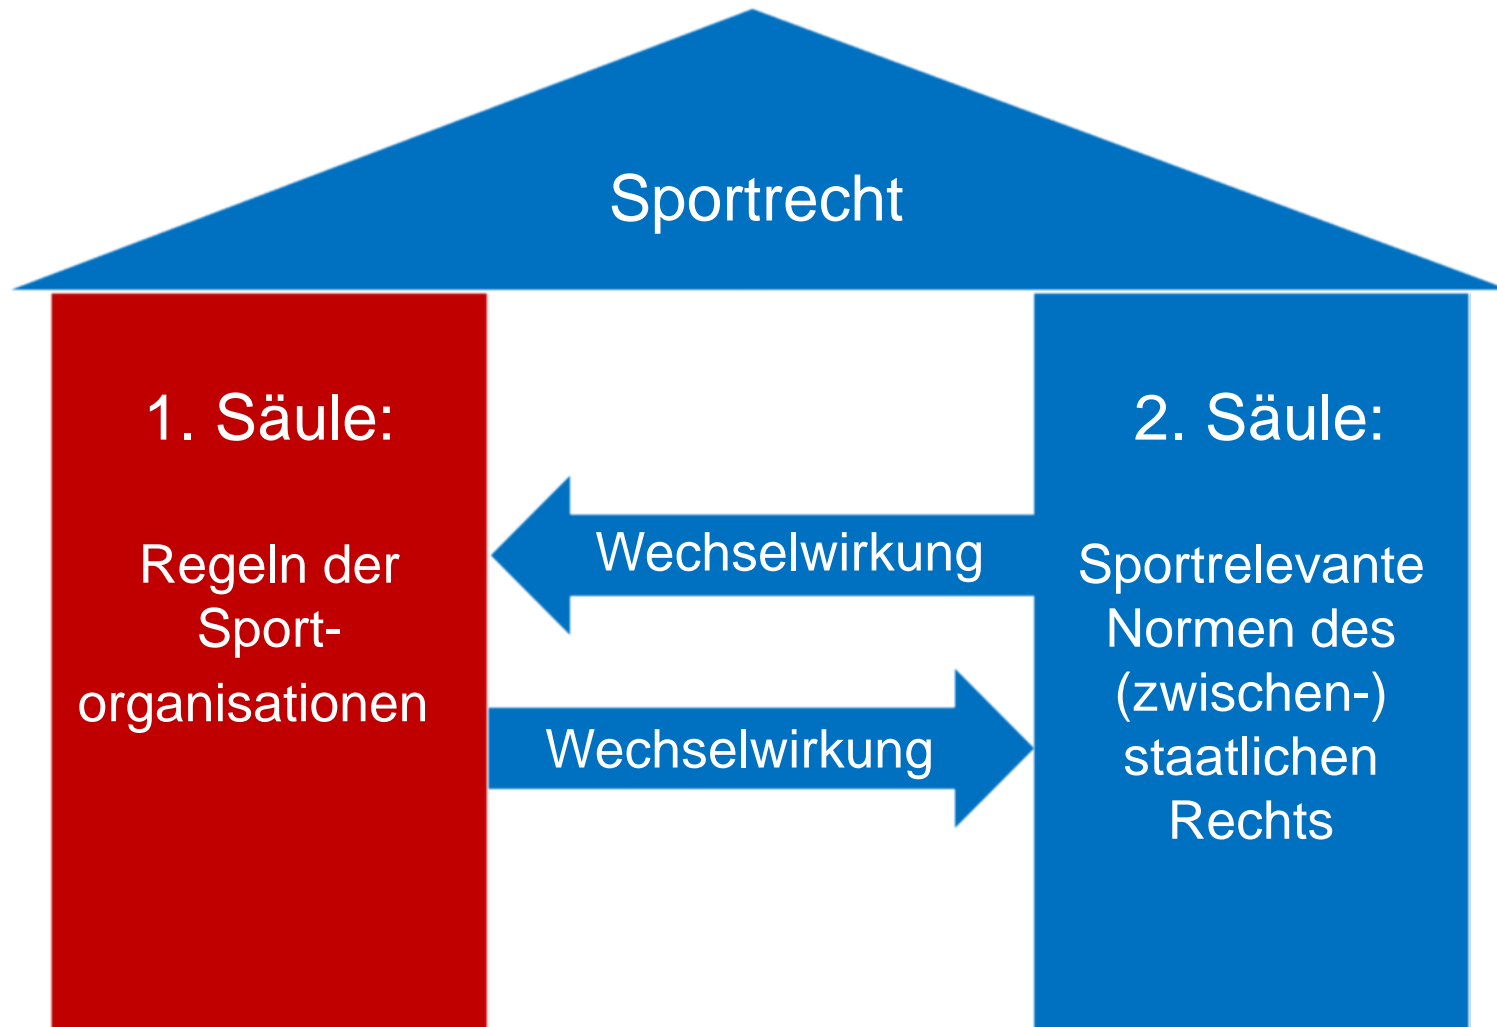 Sportrecht
1. Säule:
Regeln der
Sport-
organisationen
Wechselwirkung
Wechselwirkung
2. Säule:
Sportrelevante
Normen des
(zwischen-)
staatlichen
Rechts